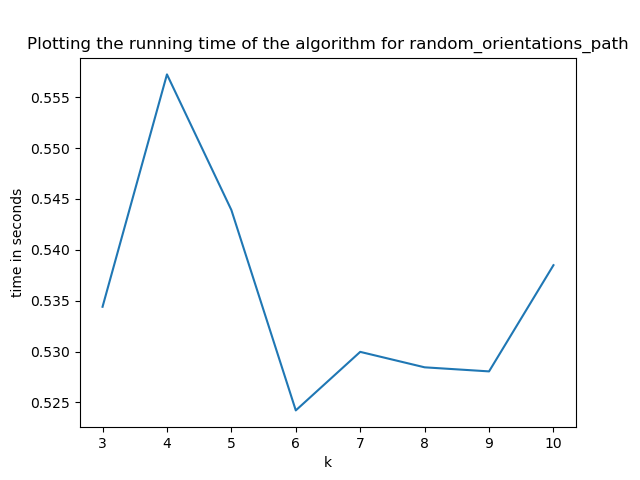 Plotting the running time of the algorithm for random_orientations_path
0.555
0.550
0.545
0.540
0.535
0.530
0.525
time in seconds
3 4 5 6 7 8 9 10
k